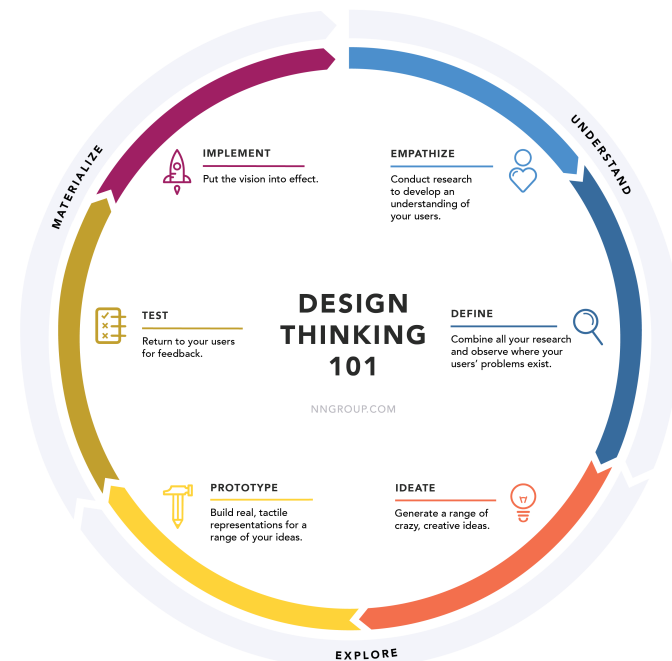 DESIGN
THINKING
101
NNGROUP.COM
UNDERSTAND
EMPATHIZE
Conduct research
to develop an
understanding of
your users.
DEFINE
Combine all your research
and observe where your
users’ problems exist.
EXPLORE
IDEATE
Generate a range of
crazy, creative ideas.
PROTOTYPE
Build real, tactile
representations for a
range of your ideas.
MATERIALIZE
TEST
Return to your users
for feedback.
IMPLEMENT
Put the vision into effect.